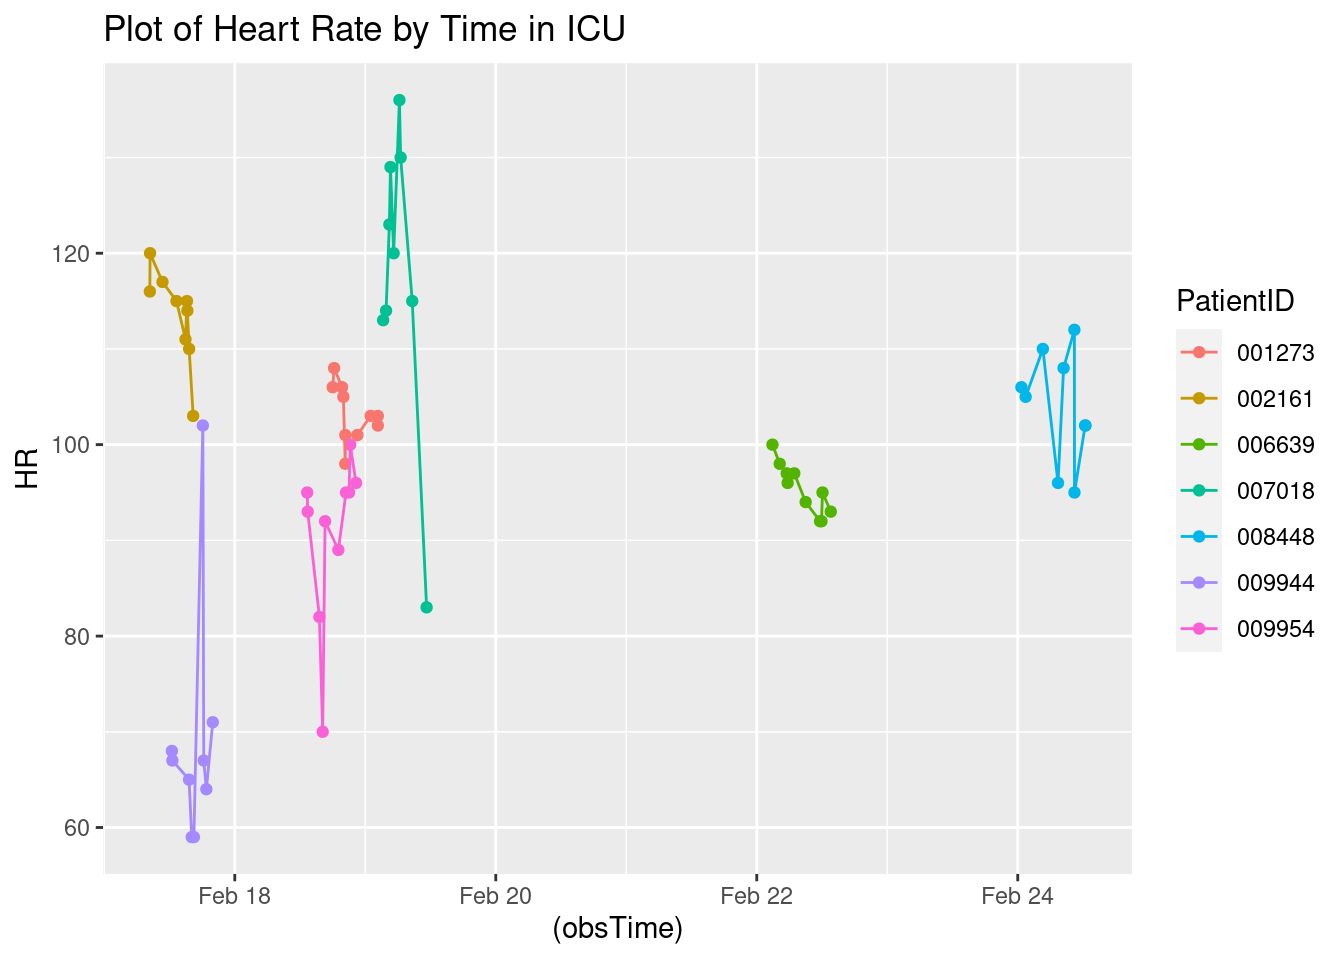 Plot of Heart Rate by Time in ICU
HR
120
100
80
60
Feb 18
Feb 20
Feb 22
Feb 24
(obsTime)
PatientID
001273
002161
006639
007018
008448
009944
009954